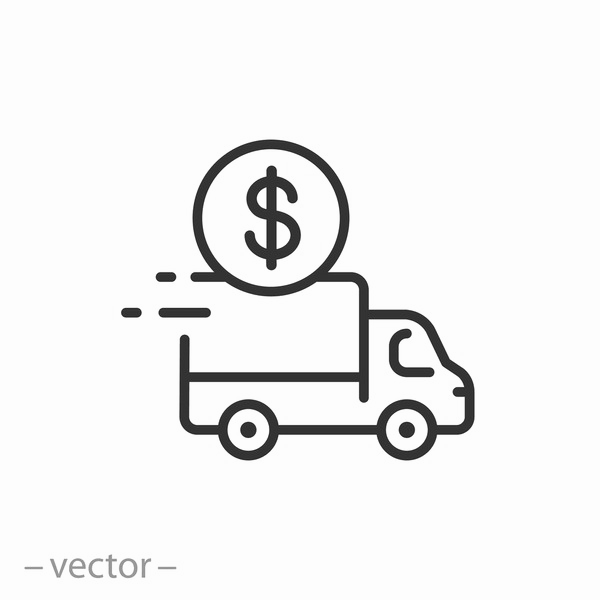 $
– vector –